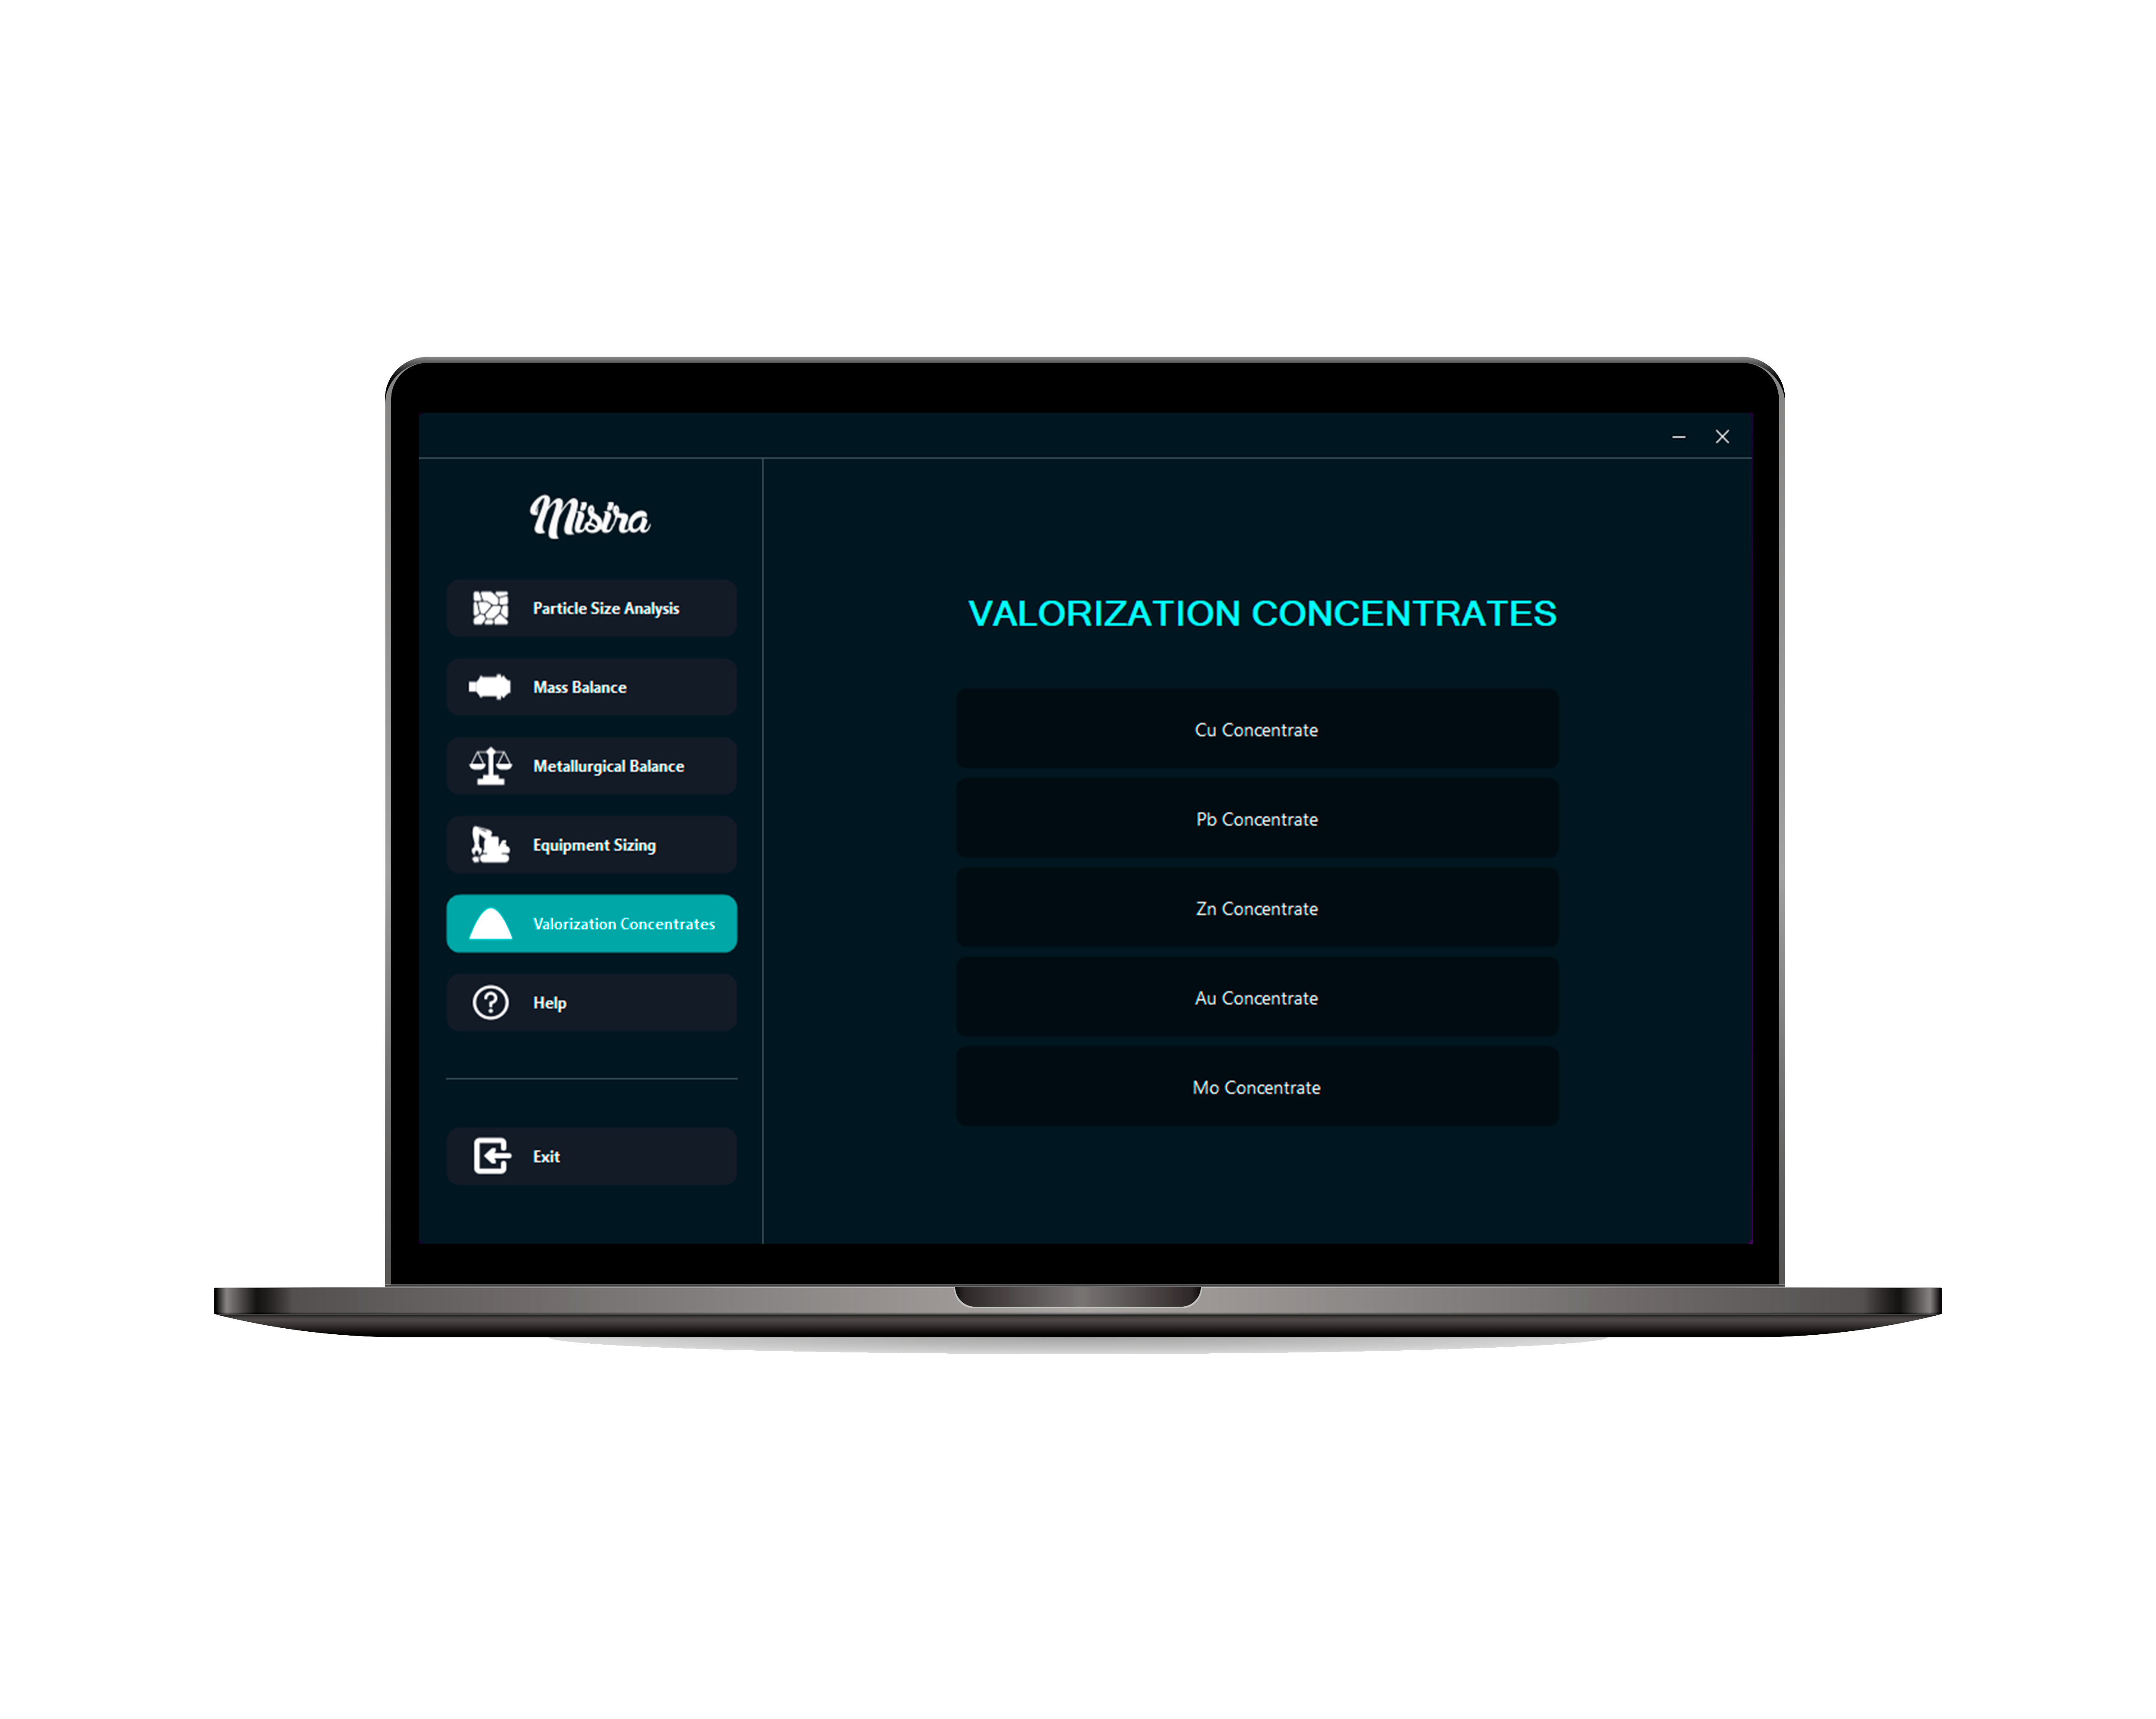 Misira
Particle Size Analysis
Mass Balance
Metallurgical Balance
Equipment Sizing
Valorization Concentrates
Help
Exit
VALORIZATION CONCENTRATES
Cu Concentrate
Pb Concentrate
Zn Concentrate
Au Concentrate
Mo Concentrate